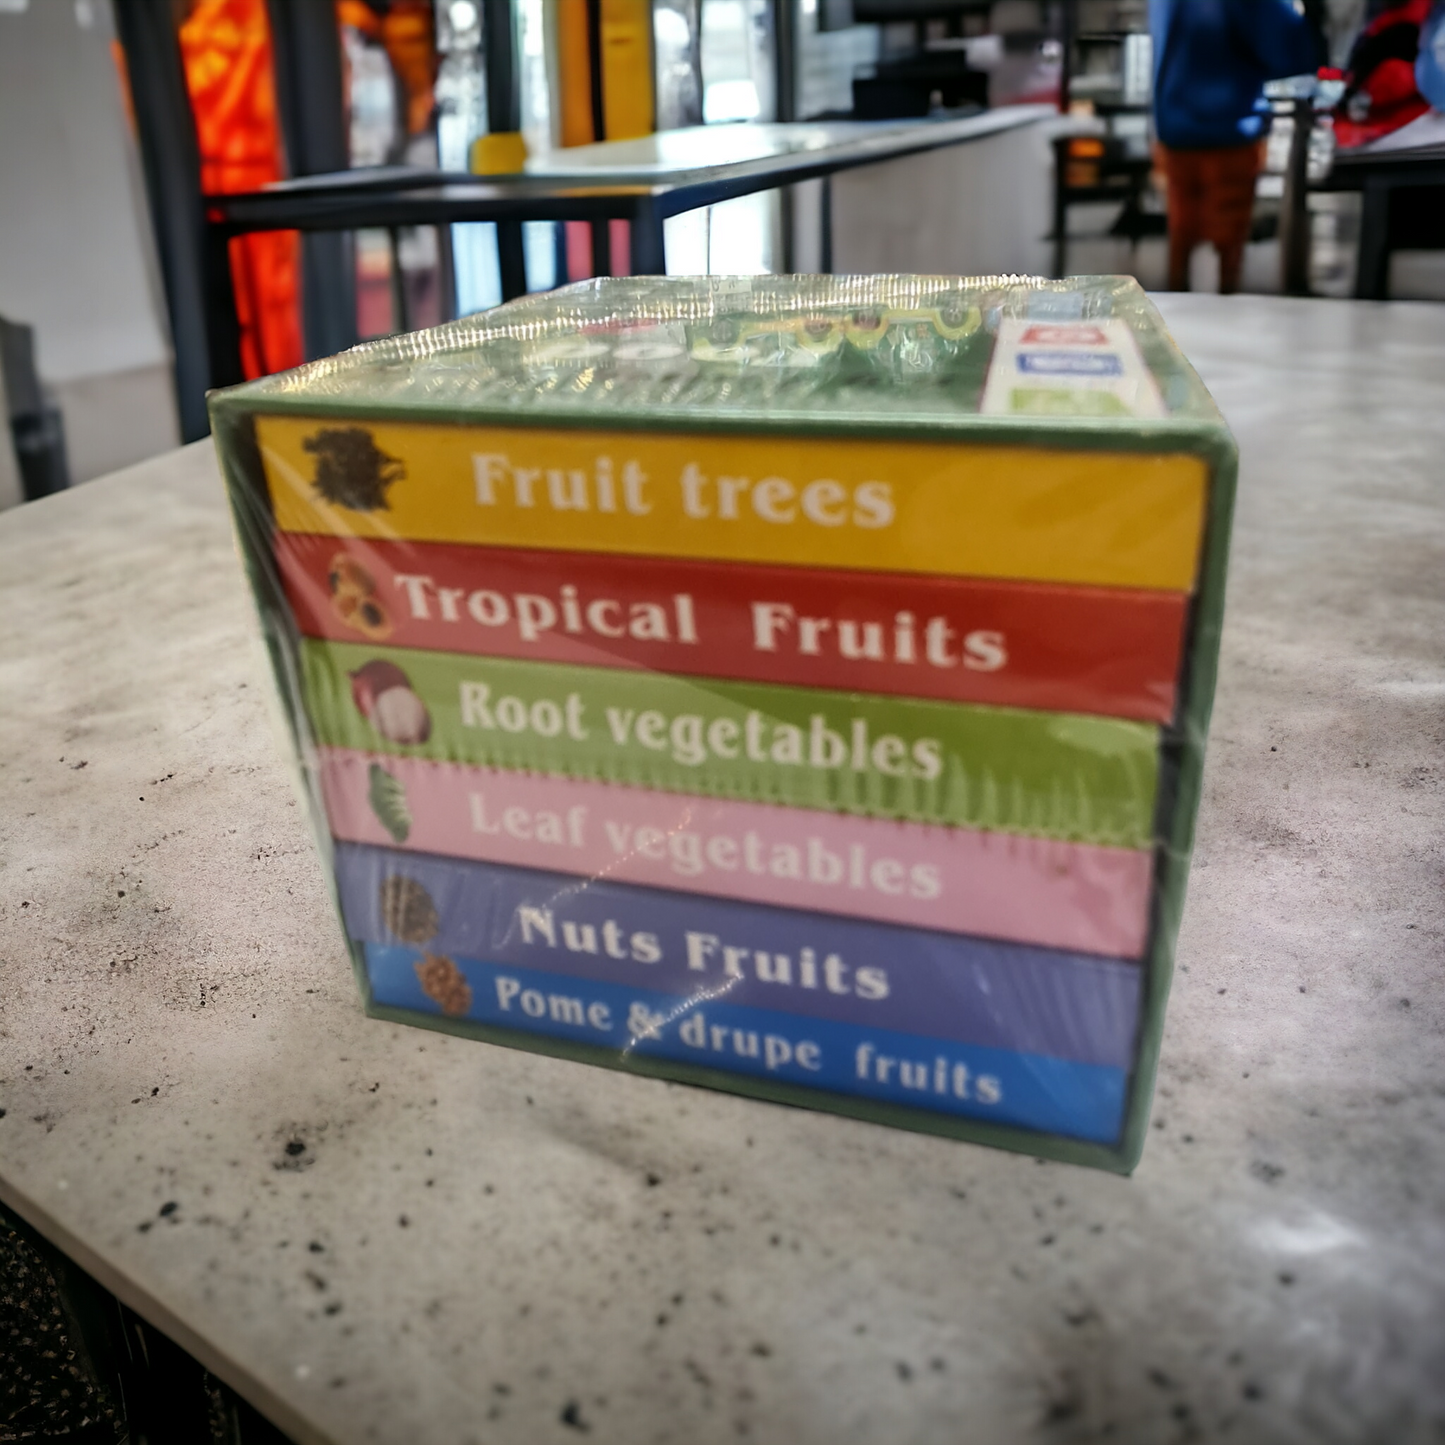 Fruit trees
Tropical Fruits
Root vegetables
Leaf vegetables
Nuts Fruits
Pome & drupe fruits